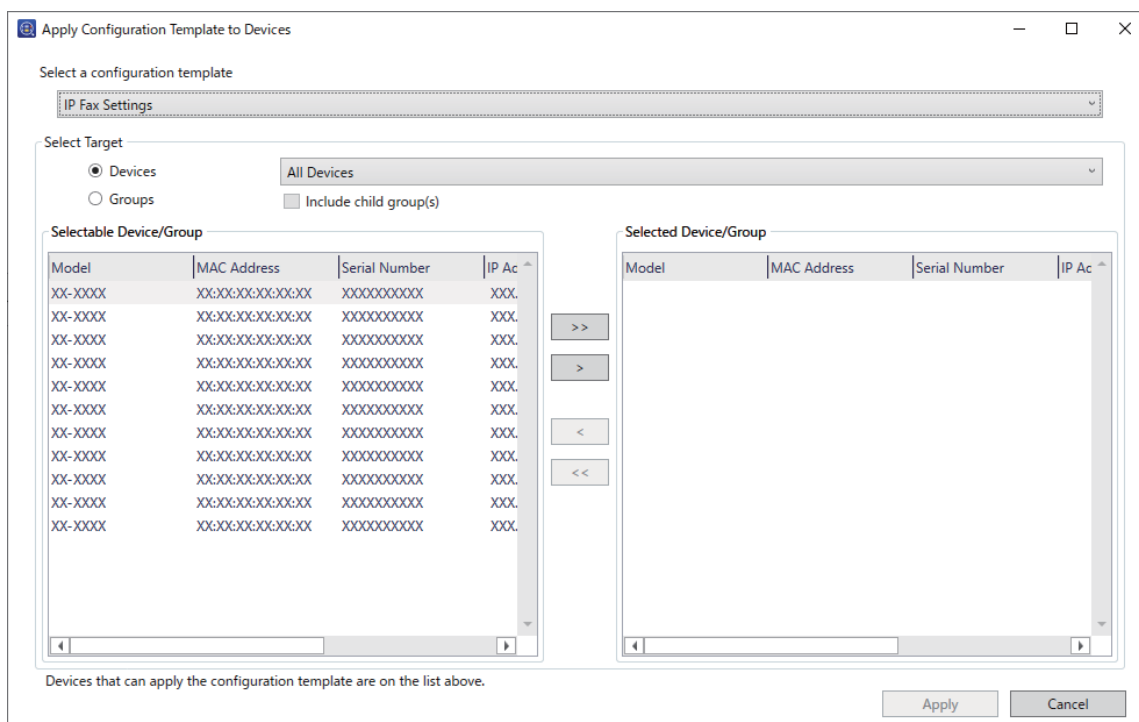 Apply Configuration Template to Devices
Select a configuration template
IP Fax Settings
Select Target
Devices
All Devices
Groups
Include child group(s)
Selectable Device/Group
Model MAC Address Serial Number IP Ac
XX-XXXX XX:XX:XX:XX:XX:XX XXXXXXXXXX XXX.
XX-XXXX XX:XX:XX:XX:XX:XX XXXXXXXXXX XXX.
XX-XXXX XX:XX:XX:XX:XX:XX XXXXXXXXXX XXX.
XX-XXXX XX:XX:XX:XX:XX:XX XXXXXXXXXX XXX.
XX-XXXX XX:XX:XX:XX:XX:XX XXXXXXXXXX XXX.
XX-XXXX XX:XX:XX:XX:XX:XX XXXXXXXXXX XXX.
XX-XXXX XX:XX:XX:XX:XX:XX XXXXXXXXXX XXX.
XX-XXXX XX:XX:XX:XX:XX:XX XXXXXXXXXX XXX.
XX-XXXX XX:XX:XX:XX:XX:XX XXXXXXXXXX XXX.
XX-XXXX XX:XX:XX:XX:XX:XX XXXXXXXXXX XXX.
XX-XXXX XX:XX:XX:XX:XX:XX XXXXXXXXXX XXX.
>>
>
<
<<
Selected Device/Group
Model MAC Address Serial Number IP Ac
Devices that can apply the configuration template are on the list above.
Apply Cancel